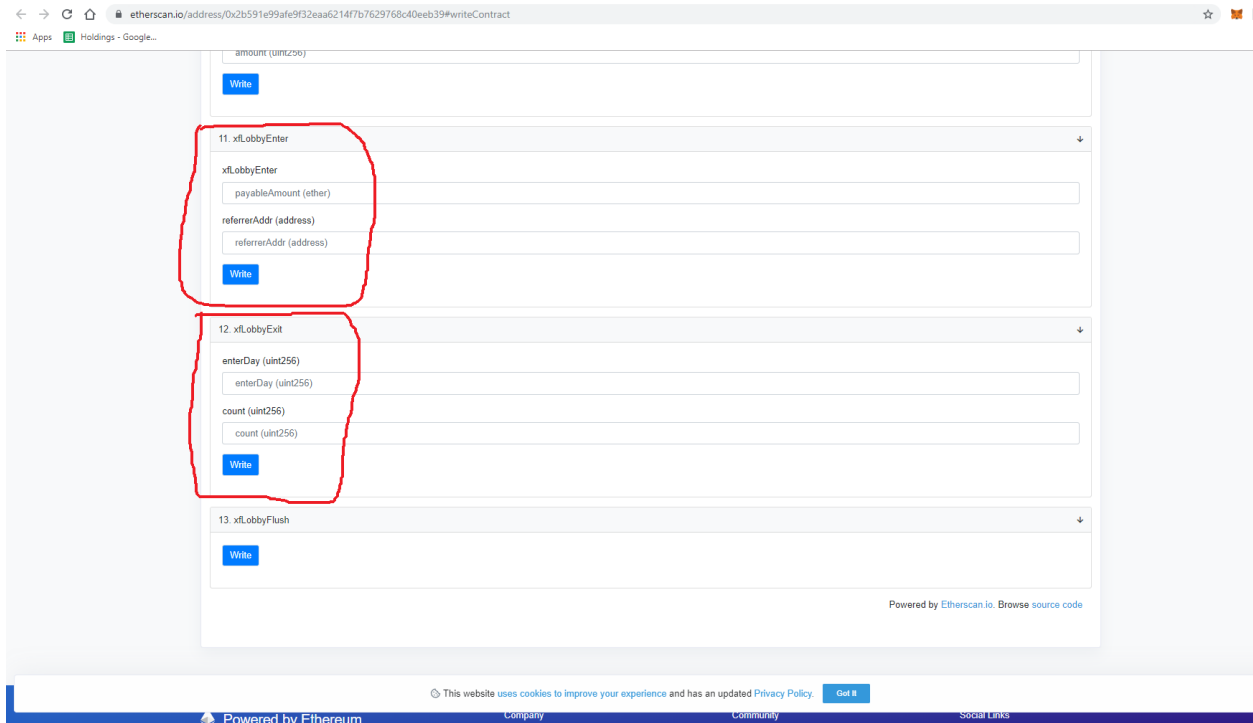 etherscan.io/address/0x2b591e99afe9f32eaa6214f7b7629768c40eeb39#writeContract
Apps Holdings - Google...
amount (uint256)
Write
11. xfLobbyEnter
xfLobbyEnter
payableAmount (ether)
referrerAddr (address)
referrerAddr (address)
Write
12. xfLobbyExit
enterDay (uint256)
enterDay (uint256)
count (uint256)
count (uint256)
Write
13. xfLobbyFlush
Write
Powered by Etherscan.io. Browse source code
This website uses cookies to improve your experience and has an updated Privacy Policy. Got It
Powered by Ethereum Company Community Social Links